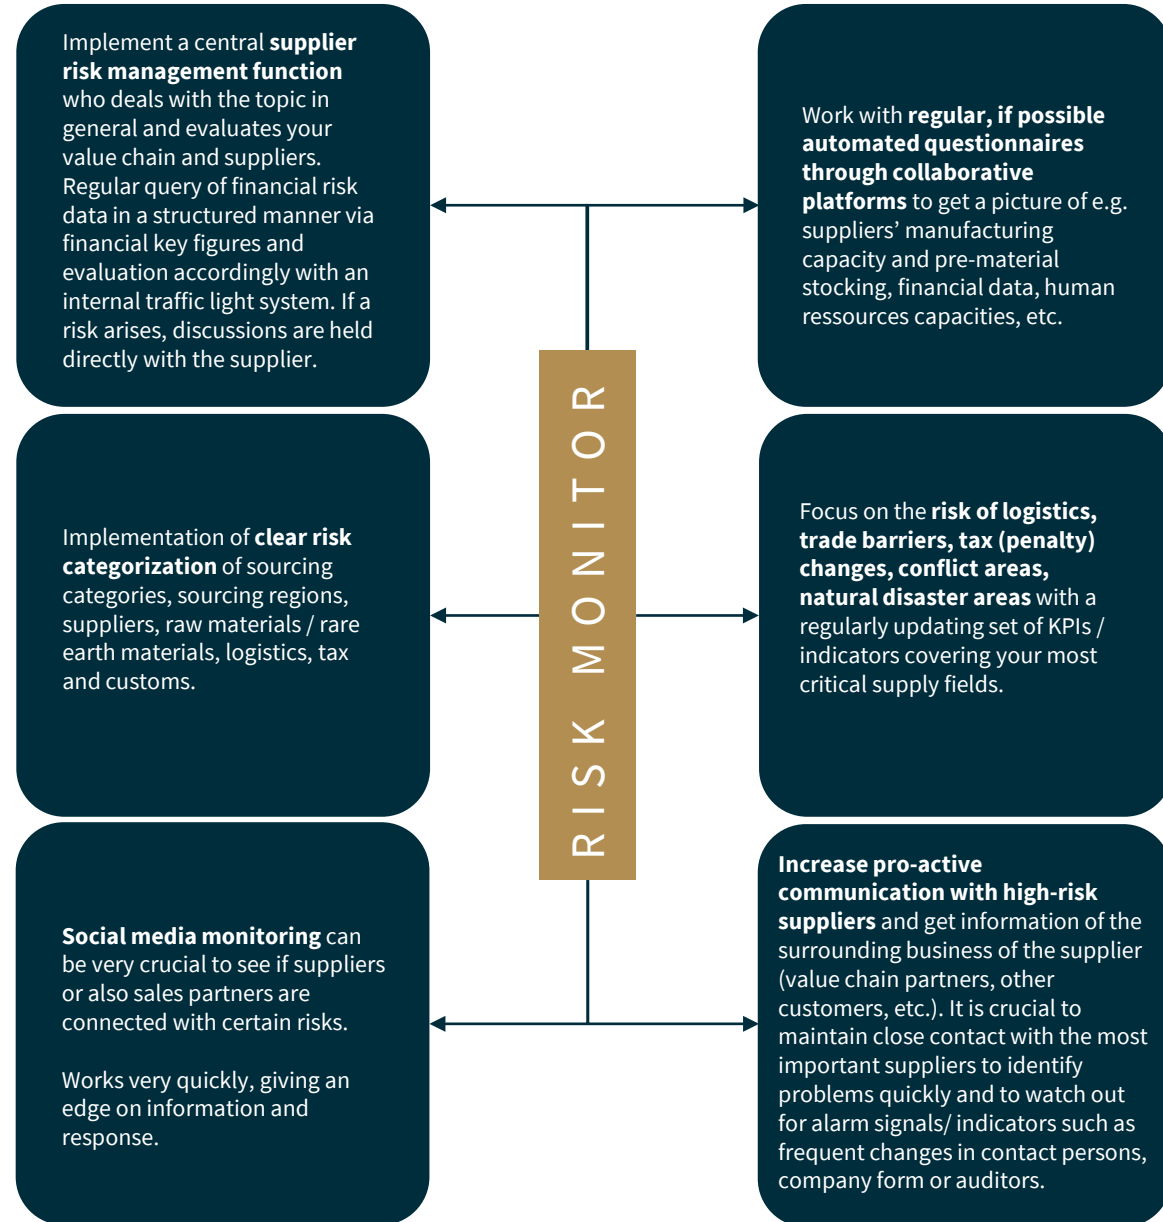 Implement a central supplier
risk management function
who deals with the topic in
general and evaluates your
value chain and suppliers.
Regular query of financial risk
data in a structured manner via
financial key figures and
evaluation accordingly with an
internal traffic light system. If a
risk arises, discussions are held
directly with the supplier.
Work with regular, if possible
automated questionnaires
through collaborative
platforms to get a picture of e.g.
suppliers’ manufacturing
capacity and pre-material
stocking, financial data, human
ressources capacities, etc.
RISK MONITOR
Implementation of clear risk
categorization of sourcing
categories, sourcing regions,
suppliers, raw materials / rare
earth materials, logistics, tax
and customs.
Focus on the risk of logistics,
trade barriers, tax (penalty)
changes, conflict areas,
natural disaster areas with a
regularly updating set of KPIs /
indicators covering your most
critical supply fields.
Social media monitoring can
be very crucial to see if suppliers
or also sales partners are
connected with certain risks.
Works very quickly, giving an
edge on information and
response.
Increase pro-active
communication with high-risk
suppliers and get information of the
surrounding business of the supplier
(value chain partners, other
customers, etc.). It is crucial to
maintain close contact with the most
important suppliers to identify
problems quickly and to watch out
for alarm signals/ indicators such as
frequent changes in contact persons,
company form or auditors.